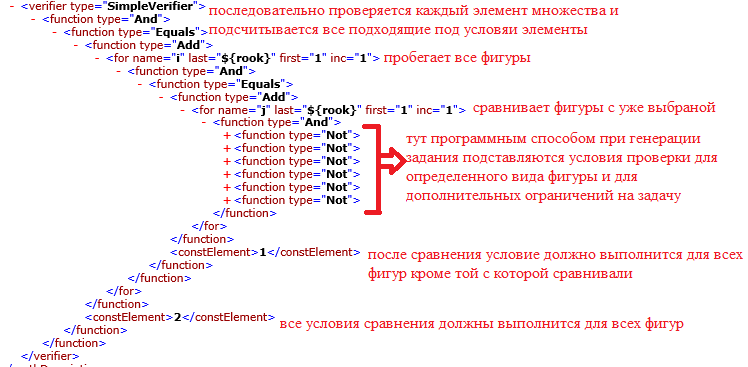 - <verifier type="SimpleVerifier"> последовательно проверяется каждый элемент множества и
- <function type="And"> подсчитывается все подходящие под условяи элементы
- <function type="Equals">
- <function type="Add">
- <for name="i" last="${rook}" first="1" inc="1"> пробегает все фигуры
- <function type="And">
- <function type="Equals">
- <function type="Add">
- <for name="j" last="${rook}" first="1" inc="1"> сравнивает фигуры с уже выбраной
- <function type="And">
+ <function type="Not"> тут программным способом при генерации
+ <function type="Not"> задания подставляются условия проверки для
+ <function type="Not"> определенного вида фигуры и для
+ <function type="Not"> дополнительных ограничений на задачу
+ <function type="Not">
+ <function type="Not">
</function>
</for>
</function>
<constElement>1</constElement> после сравнения условие должно выполнится для всех
</function> фигур кроме той с которой сравнивали
</function>
</for>
</function>
<constElement>2</constElement> все условия сравнения должны выполнится для всех фигур
</function>
</function>
</verifier>